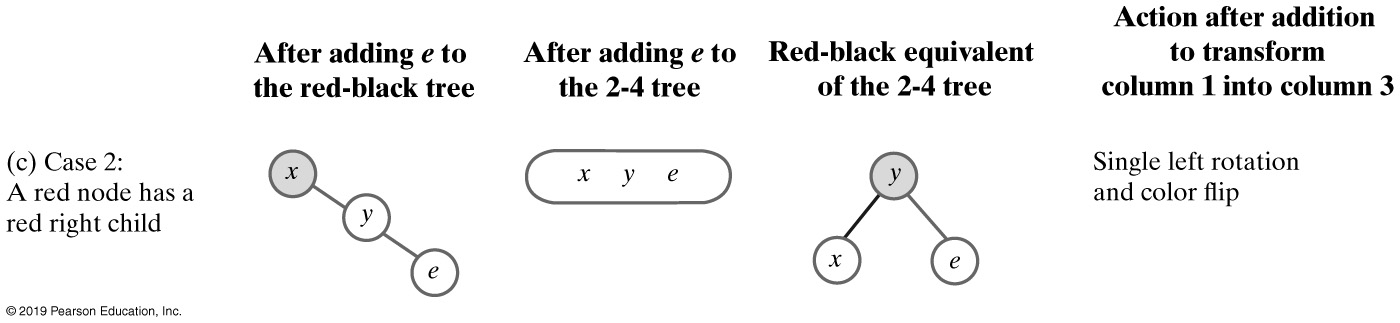 After adding e to
the red-black tree
After adding e to
the 2-4 tree
Red-black equivalent
of the 2-4 tree
Action after addition
to transform
column 1 into column 3
(c) Case 2:
A red node has a
red right child
x
y
e
x y e
y
x
e
Single left rotation
and color flip
© 2019 Pearson Education, Inc.